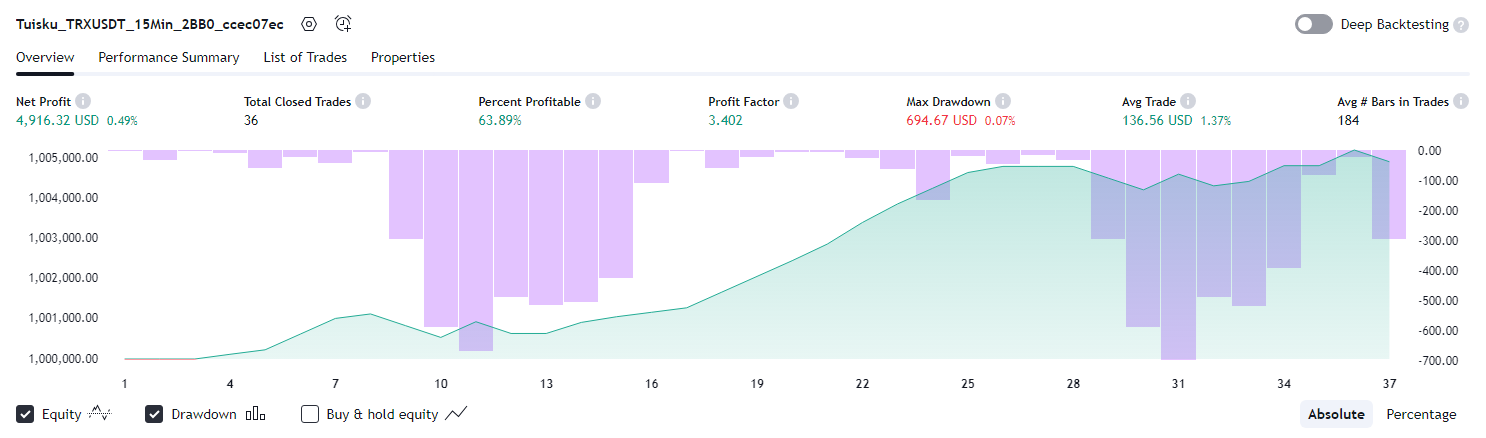 Tuisku_TRXUSDT_15Min_2BB0_ccec07ec Deep Backtesting ?
Overview Performance Summary List of Trades Properties
Net Profit Total Closed Trades Percent Profitable Profit Factor Max Drawdown Avg Trade Avg # Bars in Trades
4,916.32 USD 0.49% 36 63.89% 3.402 694.67 USD 0.07% 136.56 USD 1.37% 184
1,005,000.00 0.00
1,004,000.00 -100.00
1,003,000.00 -200.00
1,002,000.00 -300.00
1,001,000.00 -400.00
1,000,000.00 -500.00
-600.00
-700.00
1 4 7 10 13 16 19 22 25 28 31 34 37
Equity Drawdown Buy & hold equity Absolute Percentage